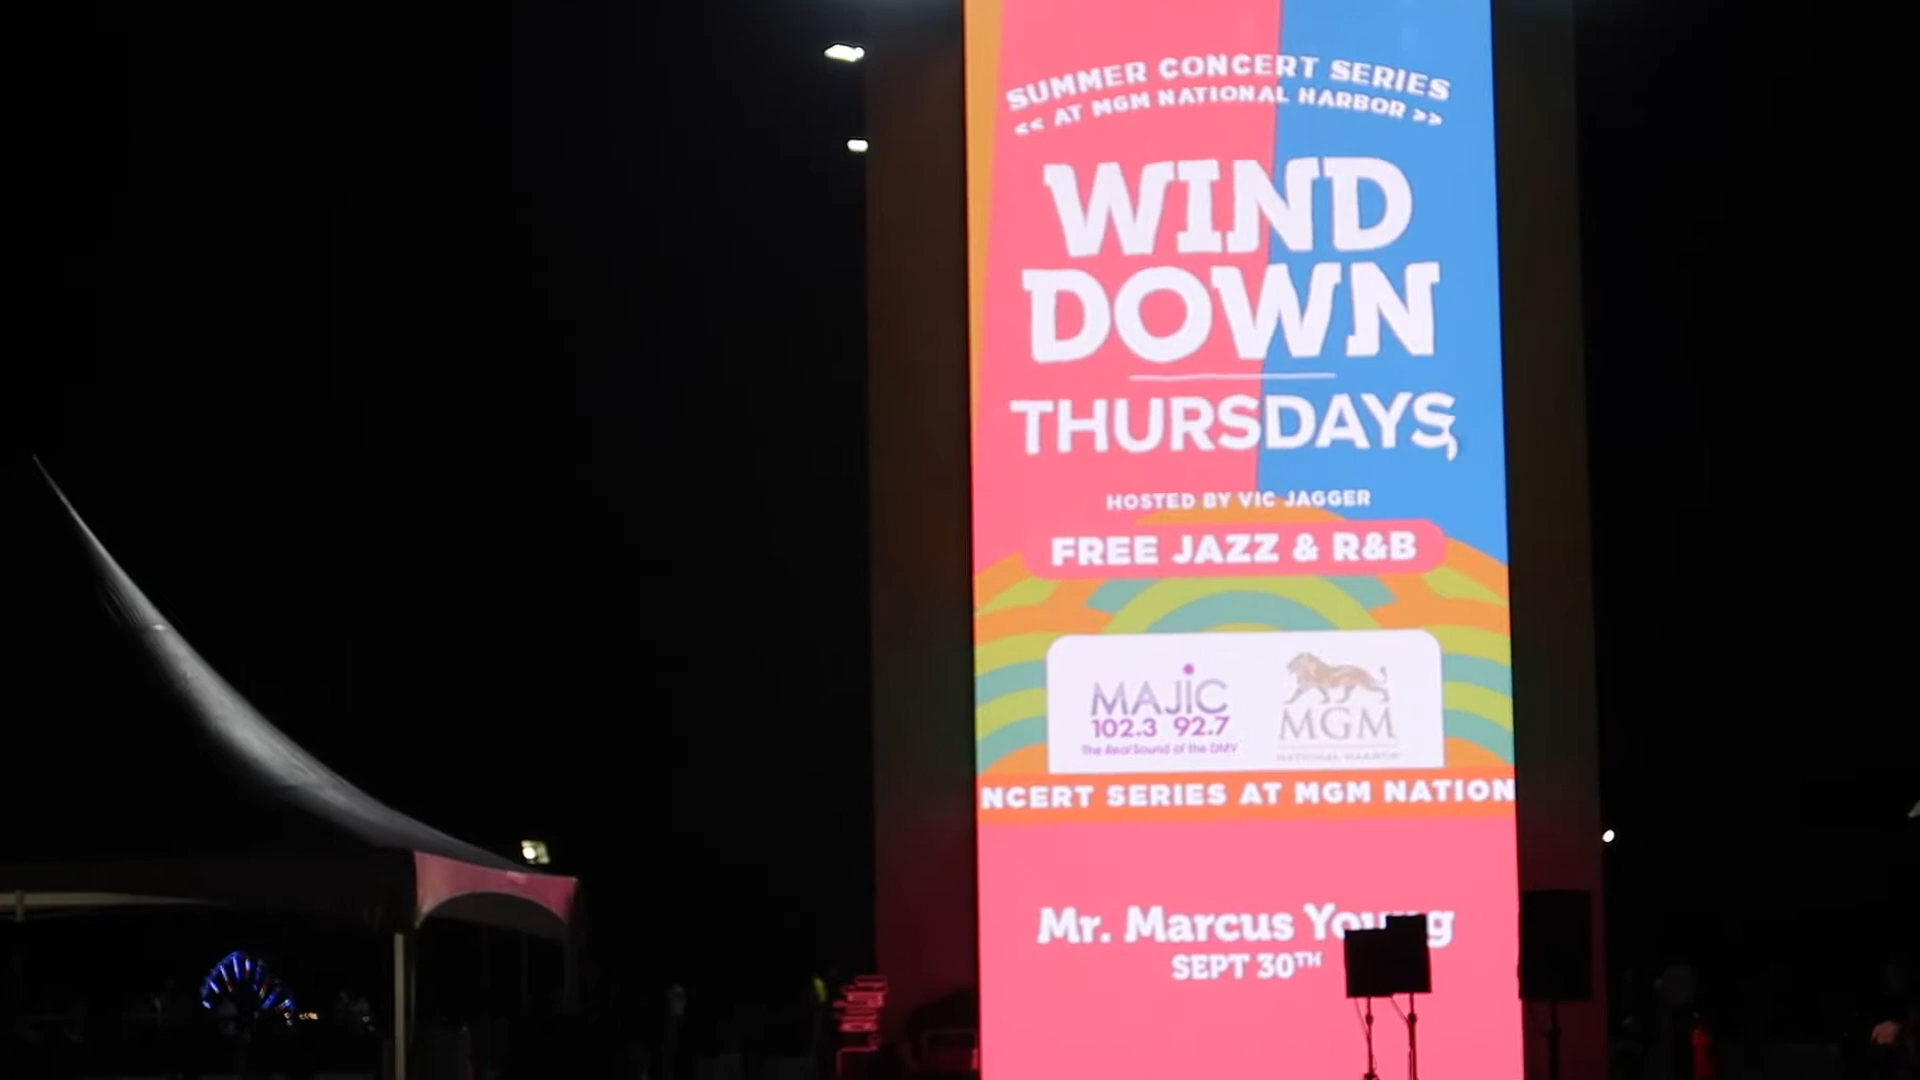 SUMMER CONCERT SERIES
<< AT MGM NATIONAL HARBOR >>
WIND
DOWN
THURSDAYS
HOSTED BY VIC JAGGER
FREE JAZZ & R&B
MAJIC
102.3 92.7
The Real Sound of the DMV
MGM
NATIONAL HARBOR
NCERT SERIES AT MGM NATION
Mr. Marcus Young
SEPT 30TH